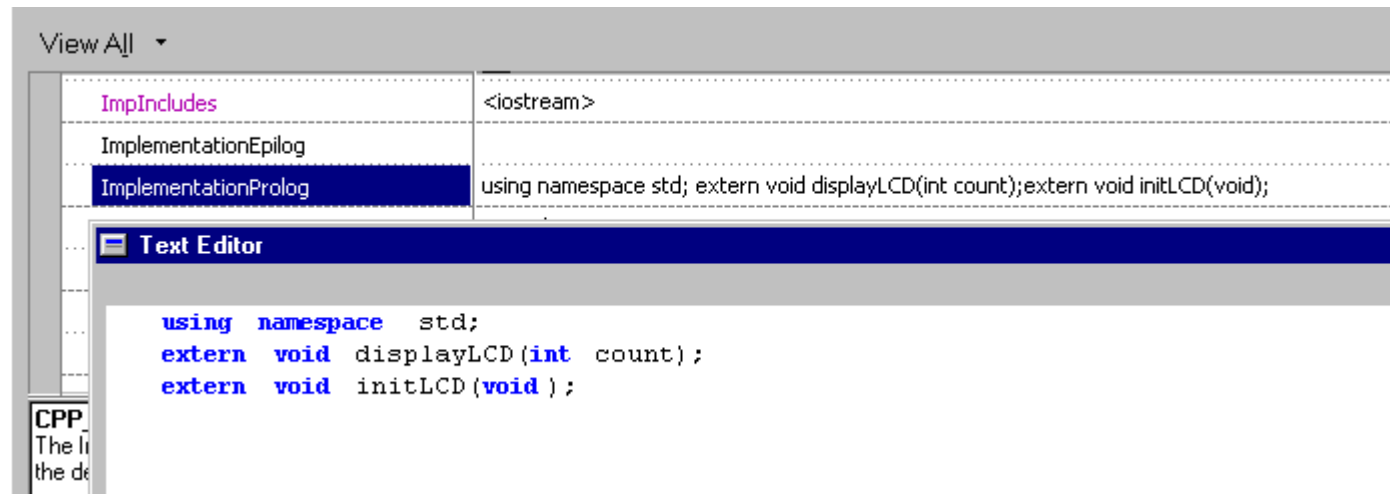 View All
ImpIncludes <iostream>
ImplementationEpilog
ImplementationProlog using namespace std; extern void displayLCD(int count);extern void initLCD(void);
Text Editor
using namespace std;
extern void displayLCD(int count);
extern void initLCD(void);
CPP_
The
the